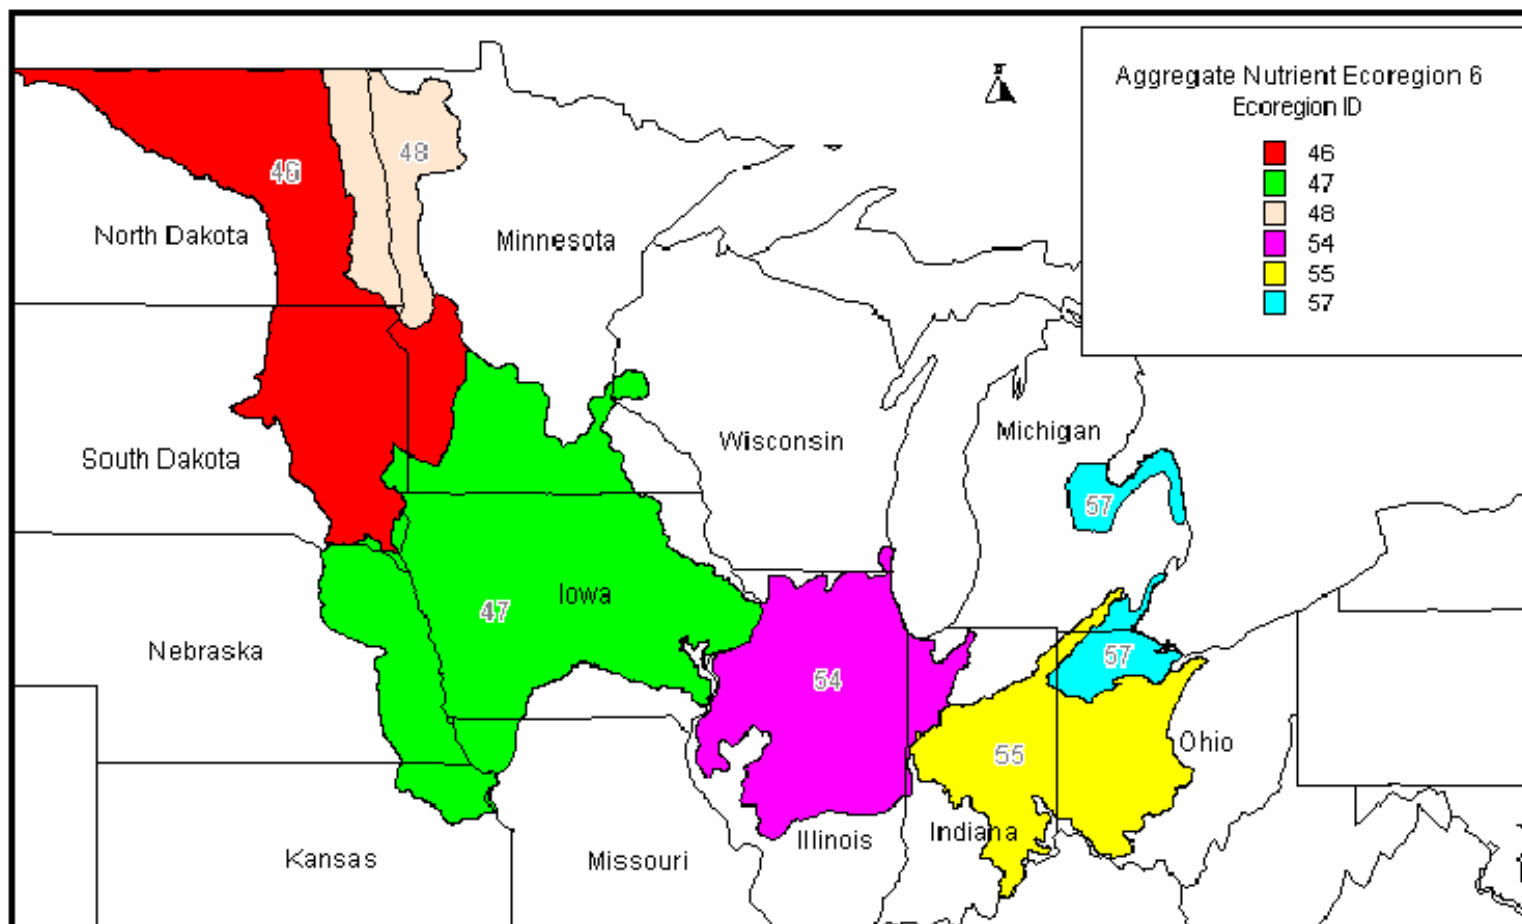 Aggregate Nutrient Ecoregion 6
Ecoregion ID
46
47
48
54
55
57
46
48
North Dakota
Minnesota
South Dakota
Wisconsin
Michigan
57
Iowa
47
Nebraska
54
57
55
Ohio
Indiana
Illinois
Kansas
Missouri